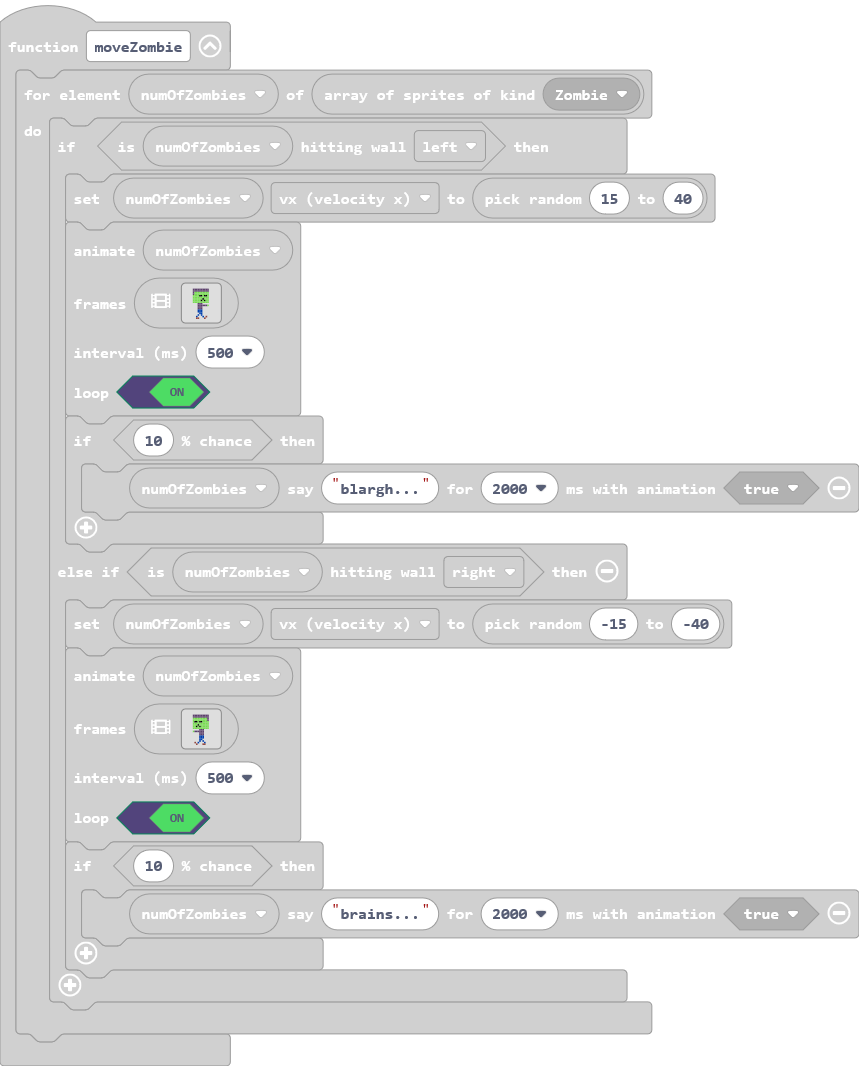 function moveZombie
for element numOfZombies of array of sprites of kind Zombie
do
if is numOfZombies hitting wall left then
set numOfZombies vx (velocity x) to pick random 15 to 40
animate numOfZombies
frames
interval (ms) 500
loop ON
if 10 % chance then
numOfZombies say "blargh..." for 2000 ms with animation true
else if is numOfZombies hitting wall right then
set numOfZombies vx (velocity x) to pick random -15 to -40
animate numOfZombies
frames
interval (ms) 500
loop ON
if 10 % chance then
numOfZombies say "brains..." for 2000 ms with animation true